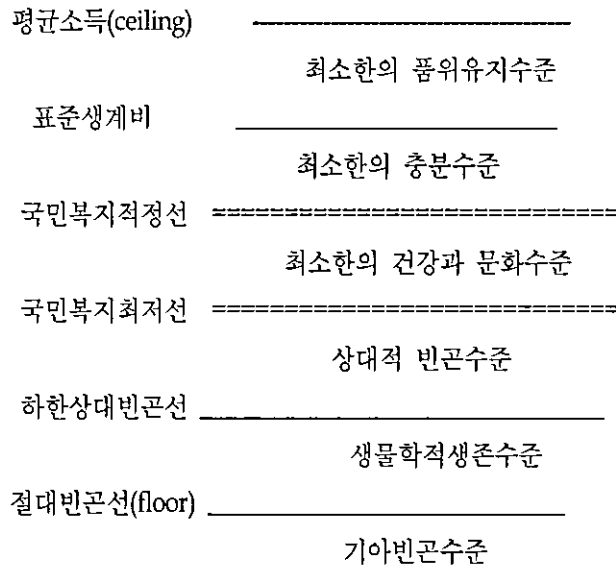 평균소득(ceiling)
최소한의 품위유지수준
표준생계비
최소한의 충분수준
국민복지적정선
최소한의 건강과 문화수준
국민복지최저선
상대적 빈곤수준
하한상대빈곤선
생물학적생존수준
절대빈곤선(floor)
기아빈곤수준